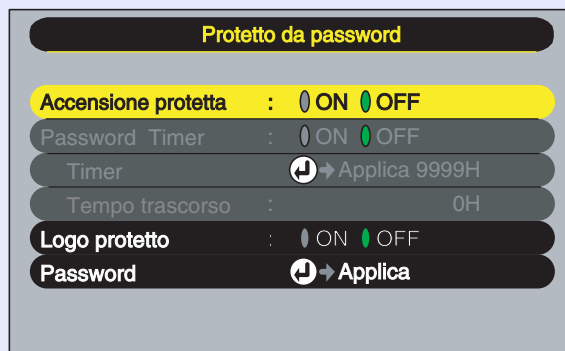 Protetto da password
Accensione protetta : ON OFF
Password Timer : ON OFF
Timer Applica 9999H
Tempo trascorso : 0H
Logo protetto : ON OFF
Password Applica